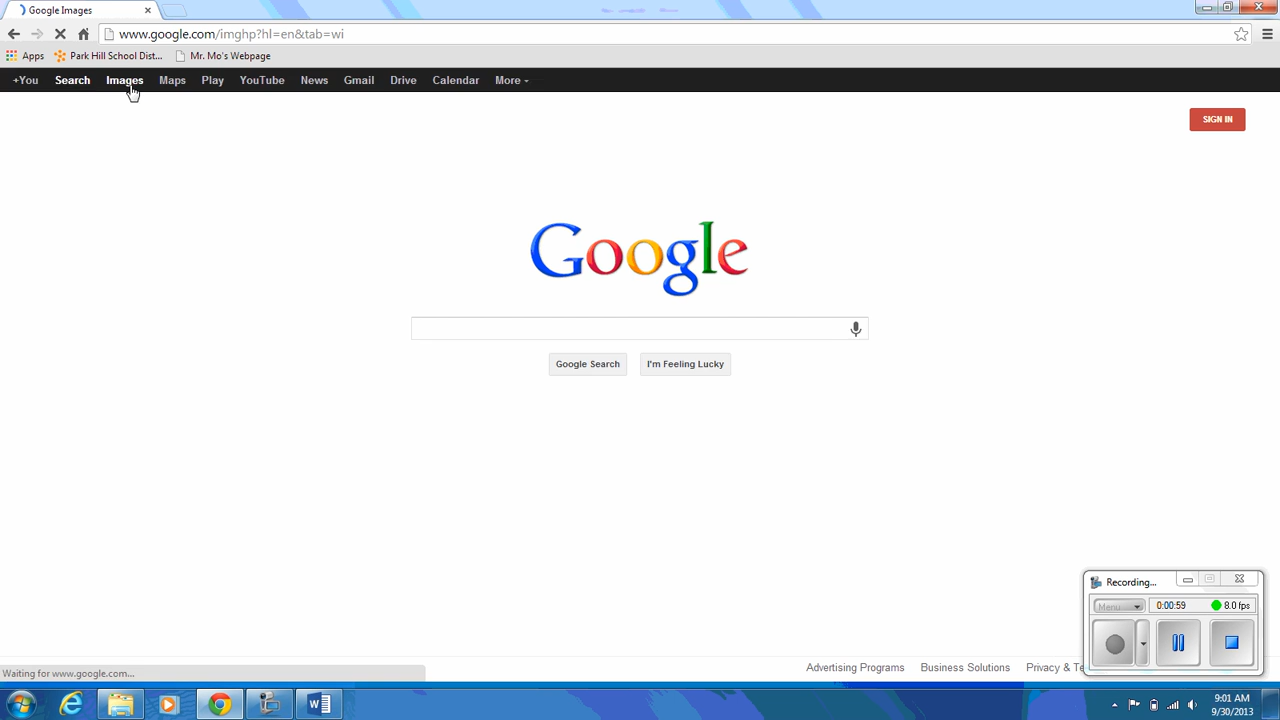 Google Images
www.google.com/imghp?hl=en&tab=wi
Apps Park Hill School Dist... Mr. Mo's Webpage
+You Search Images Maps Play YouTube News Gmail Drive Calendar More
SIGN IN
Google
Google Search I'm Feeling Lucky
Recording...
Menu 0:00:59 8.0 fps
Advertising Programs Business Solutions Privacy & Te
Waiting for www.google.com...
9:01 AM
9/30/2013